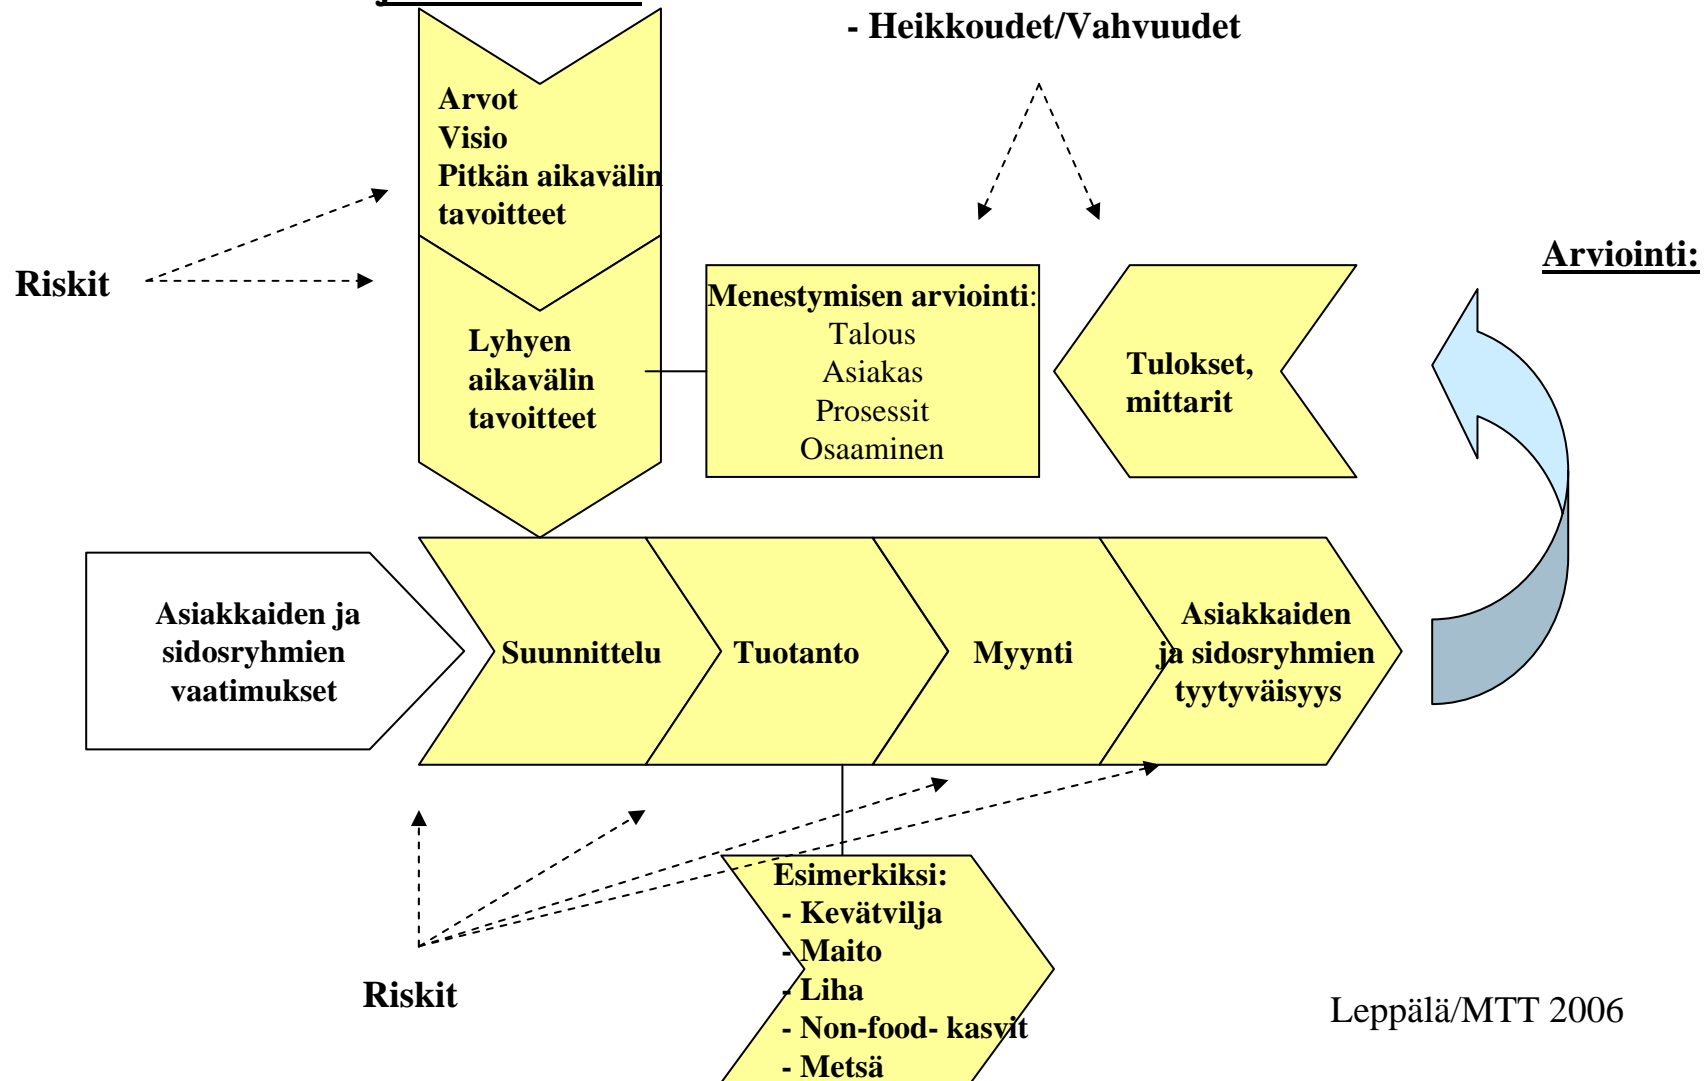 - Heikkoudet/Vahvuudet
Arvot
Visio
Pitkän aikavälin
tavoitteet
Riskit
Arviointi:
Lyhyen
aikavälin
tavoitteet
Menestymisen arviointi:
Talous
Asiakas
Prosessit
Osaaminen
Tulokset,
mittarit
Asiakkaiden ja
sidosryhmien
vaatimukset
Suunnittelu
Tuotanto
Myynti
Asiakkaiden
ja sidosryhmien
tyytyväisyys
Riskit
Esimerkiksi:
- Kevätvilja
- Maito
- Liha
- Non-food- kasvit
- Metsä
Leppälä/MTT 2006